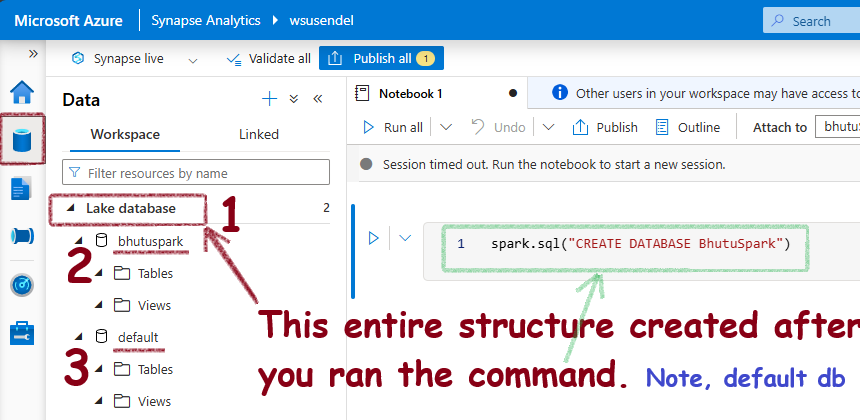 Microsoft Azure Synapse Analytics wsusendel Search
Synapse live Validate all Publish all 1
Data
Notebook 1 Other users in your workspace may have access to
Workspace Linked
Run all Undo Publish Outline Attach to bhutuS
Filter resources by name
Session timed out. Run the notebook to start a new session.
Lake database 2
1
bhutuspark
1 spark.sql("CREATE DATABASE BhutuSpark")
2
Tables
Views
default
3
Tables
Views
This entire structure created after
you ran the command. Note, default db